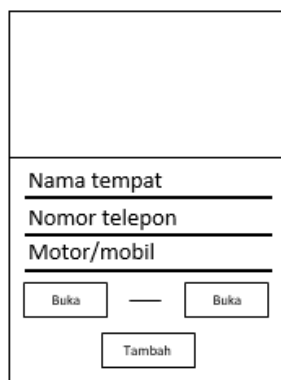 Nama tempat
Nomor telepon
Motor/mobil
Buka — Buka
Tambah